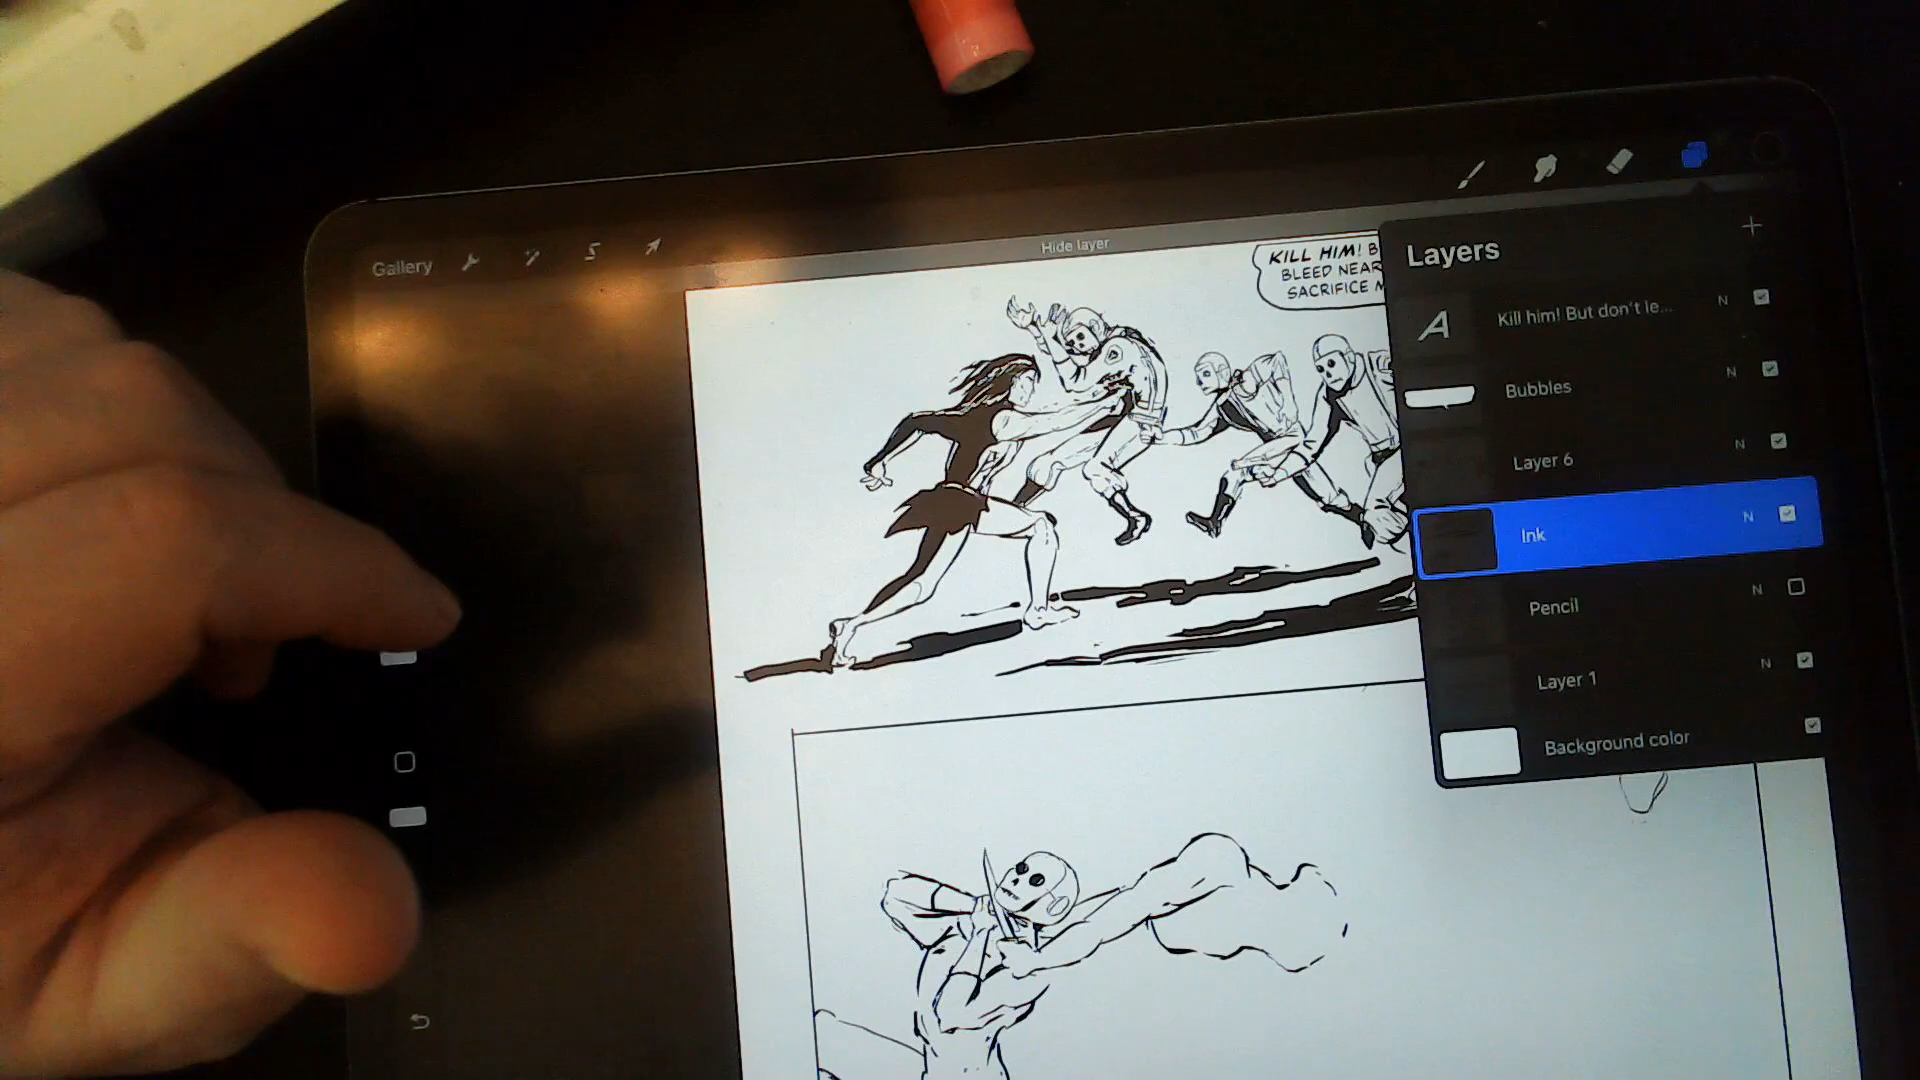 Gallery
Hide layer
KILL HIM! B
BLEED NEAR
SACRIFICE M
Layers
Kill him! But don't le...
N
Bubbles
N
Layer 6
N
Ink
N
Pencil
N
Layer 1
N
Background color